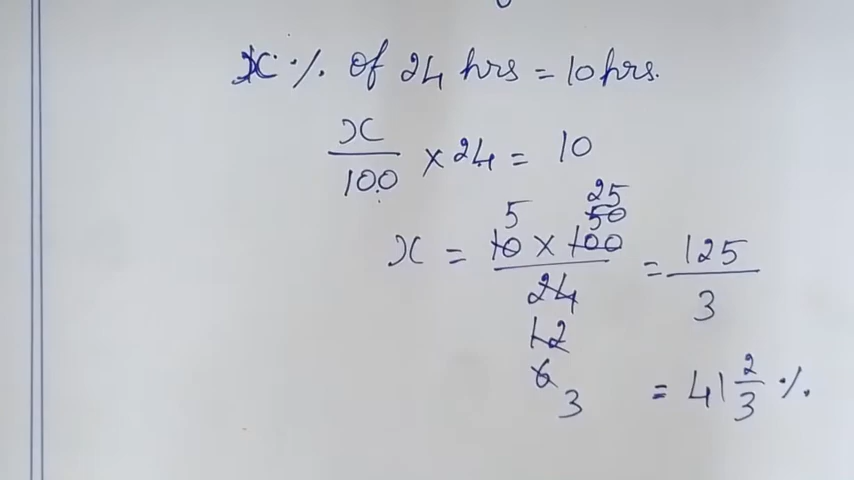 x % of 24 hrs = 10 hrs.
x/100 × 24 = 10
5 25
50
x = 10 × 100 / 24 = 125/3
12
6
3
= 41 2/3 %